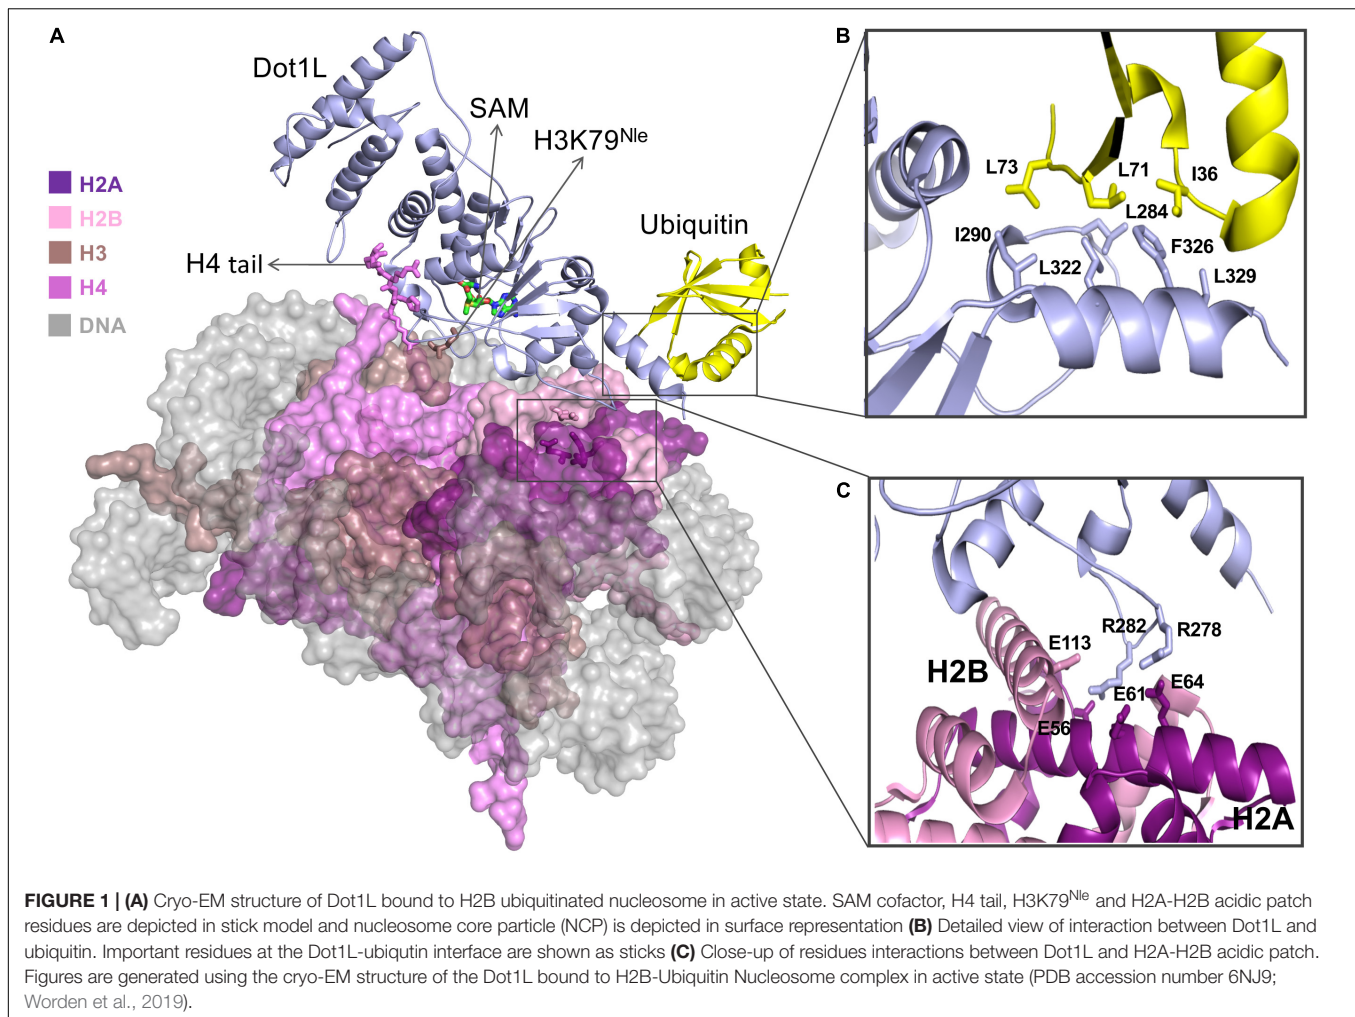 A
Dot1L
SAM
H3K79Nle
Ubiquitin
H4 tail
H2A
H2B
H3
H4
DNA
B
L73
L71
I36
L284
I290
F326
L322
L329
C
R282
R278
E113
H2B
E64
E61
E56
H2A
FIGURE 1 | (A) Cryo-EM structure of Dot1L bound to H2B ubiquitinated nucleosome in active state. SAM cofactor, H4 tail, H3K79Nle and H2A-H2B acidic patch
residues are depicted in stick model and nucleosome core particle (NCP) is depicted in surface representation (B) Detailed view of interaction between Dot1L and
ubiquitin. Important residues at the Dot1L-ubiqutin interface are shown as sticks (C) Close-up of residues interactions between Dot1L and H2A-H2B acidic patch.
Figures are generated using the cryo-EM structure of the Dot1L bound to H2B-Ubiquitin Nucleosome complex in active state (PDB accession number 6NJ9;
Worden et al., 2019).